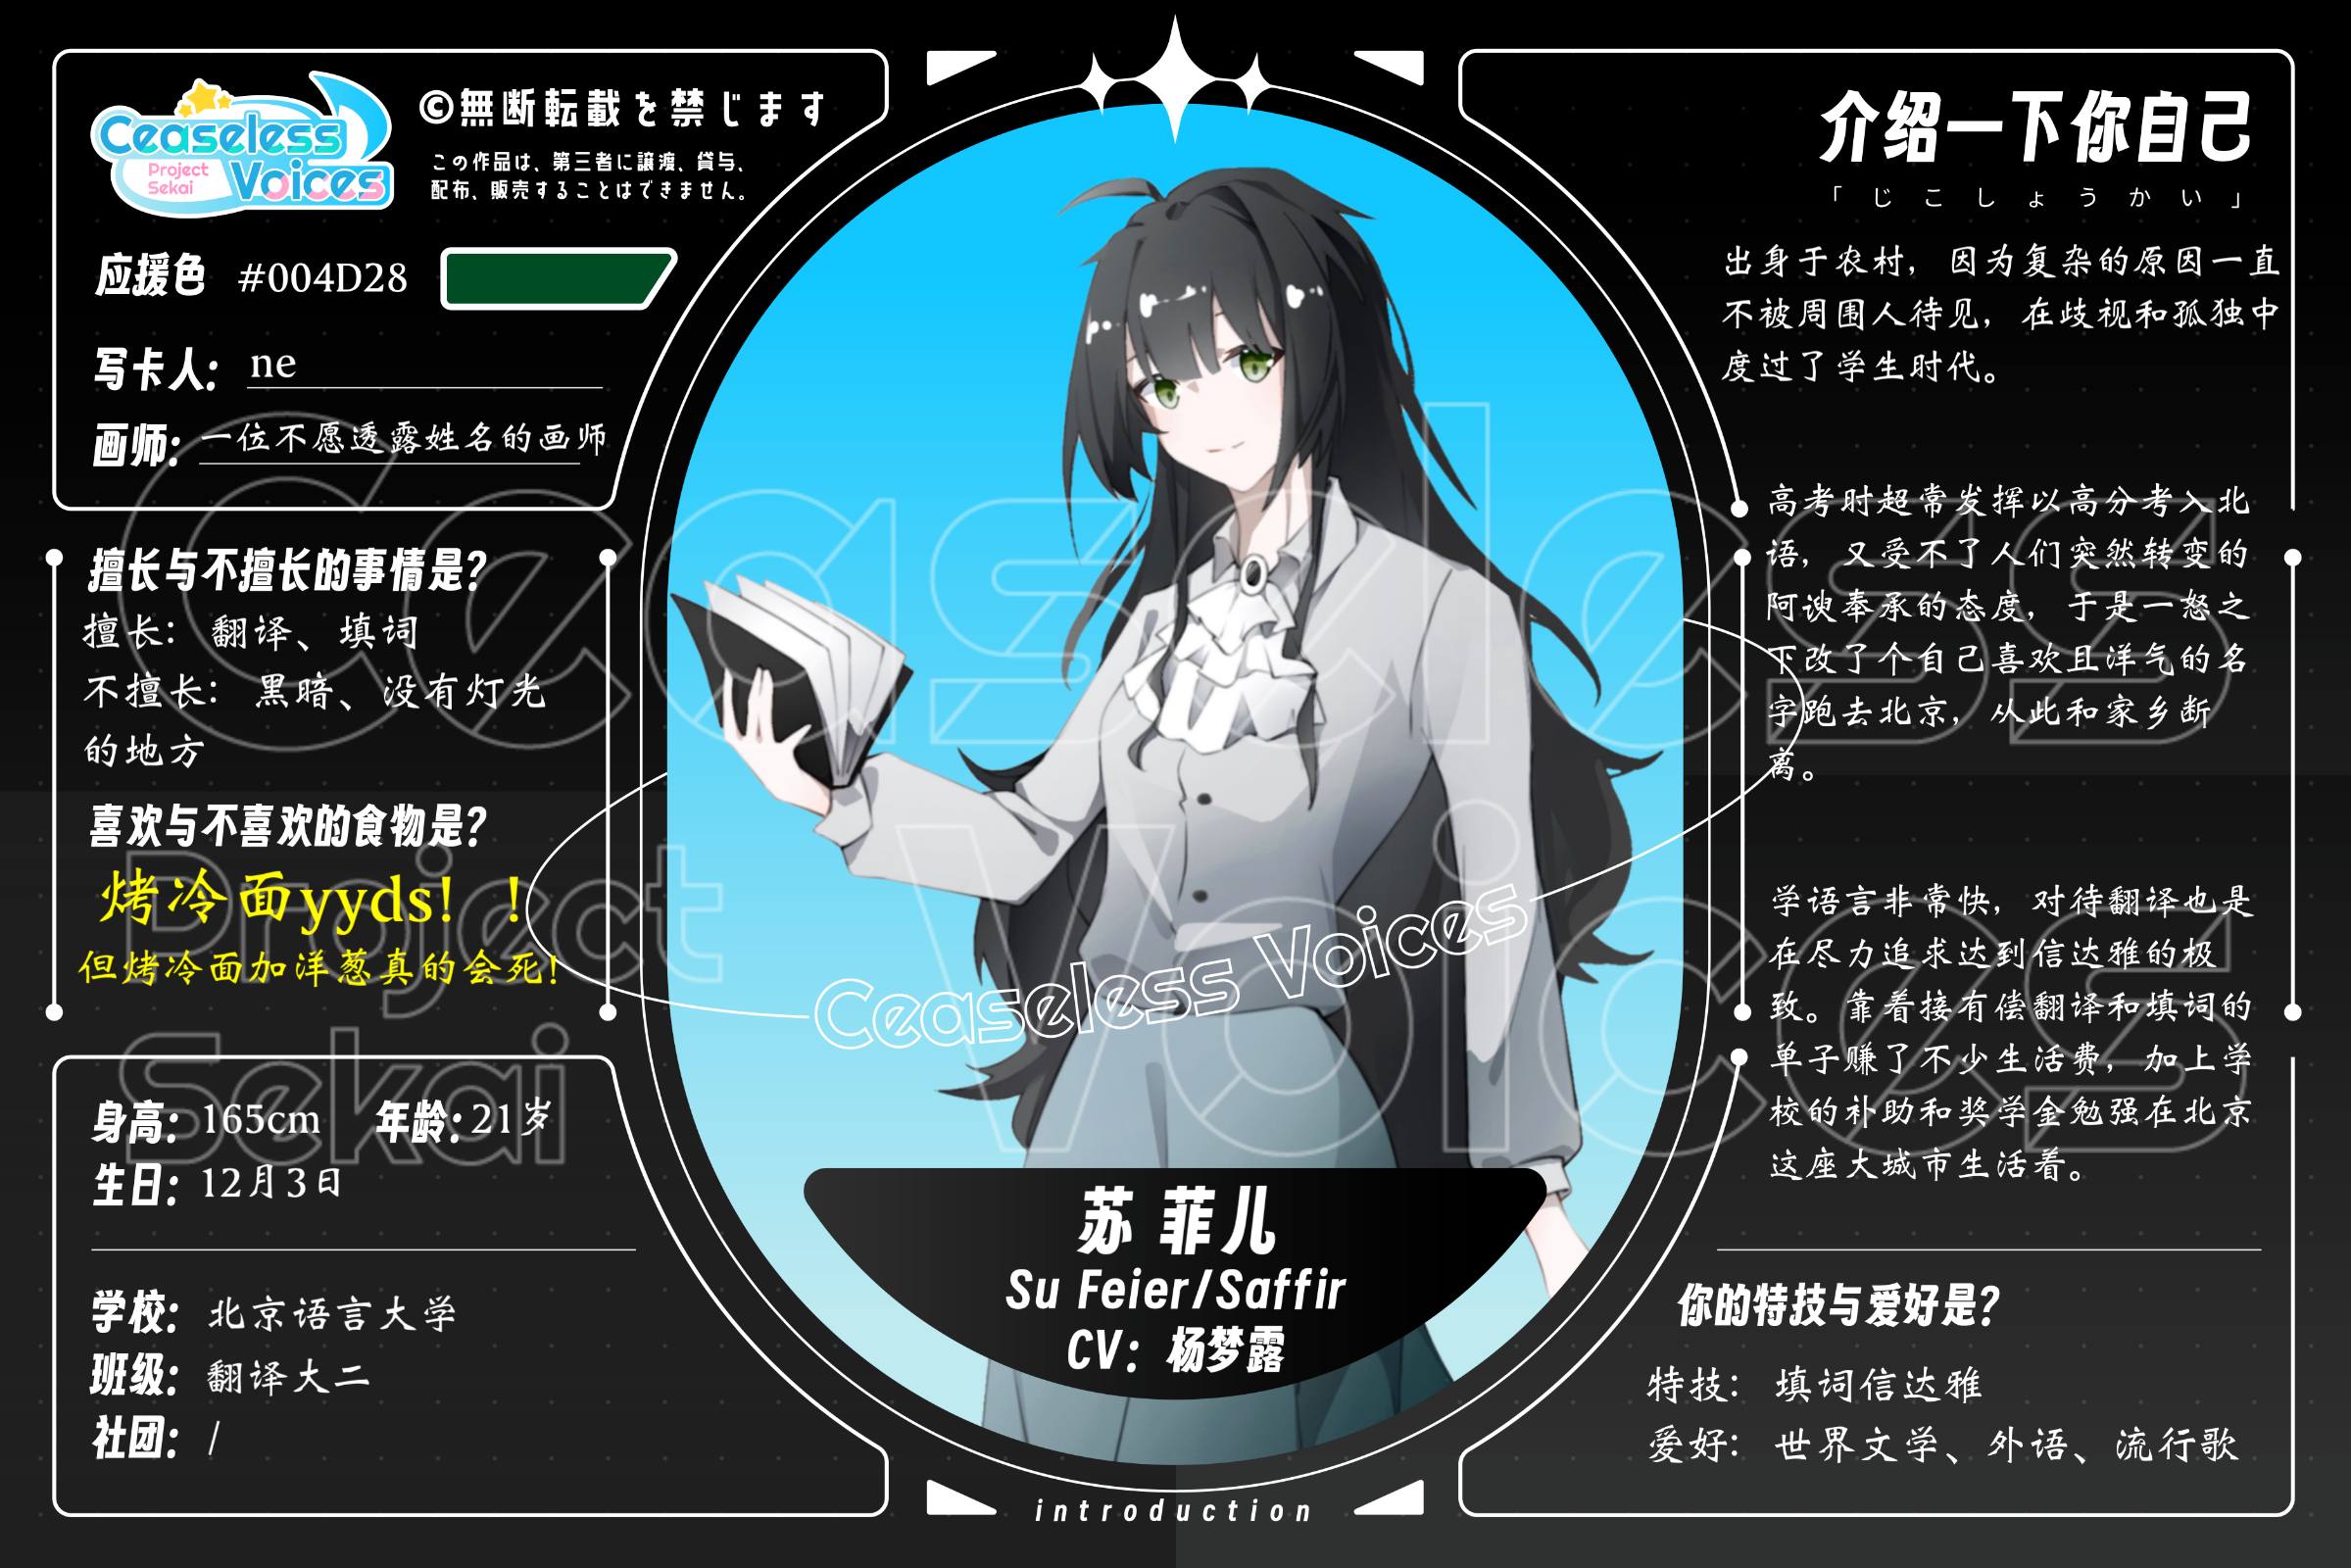 Ceaseless
Project
Sekai
Voices
©無断転載を禁じます
この作品は、第三者に譲渡、貸与、
配布、販売することはできません。
应援色 #004D28
写卡人: ne
画师: 一位不愿透露姓名的画师
擅长与不擅长的事情是?
擅长: 翻译、填词
不擅长: 黑暗、没有灯光
的地方
喜欢与不喜欢的食物是?
烤冷面yyds! !
但烤冷面加洋葱真的会死!
身高: 165cm 年龄: 21岁
生日: 12月3日
学校: 北京语言大学
班级: 翻译大二
社团: /
Ceaseless Voices
苏菲儿
Su Feier/Saffir
CV: 杨梦露
introduction
介绍一下你自己
「じこしょうかい」
出身于农村, 因为复杂的原因一直
不被周围人待见, 在歧视和孤独中
度过了学生时代。
高考时超常发挥以高分考入北
语, 又受不了人们突然转变的
阿谀奉承的态度, 于是一怒之
下改了个自己喜欢且洋气的名
字跑去北京, 从此和家乡断
离。
学语言非常快, 对待翻译也是
在尽力追求达到信达雅的极
致。靠着接有偿翻译和填词的
单子赚了不少生活费, 加上学
校的补助和奖学金勉强在北京
这座大城市生活着。
你的特技与爱好是?
特技: 填词信达雅
爱好: 世界文学、外语、流行歌
Ceaseless
Project Voices
Sekai